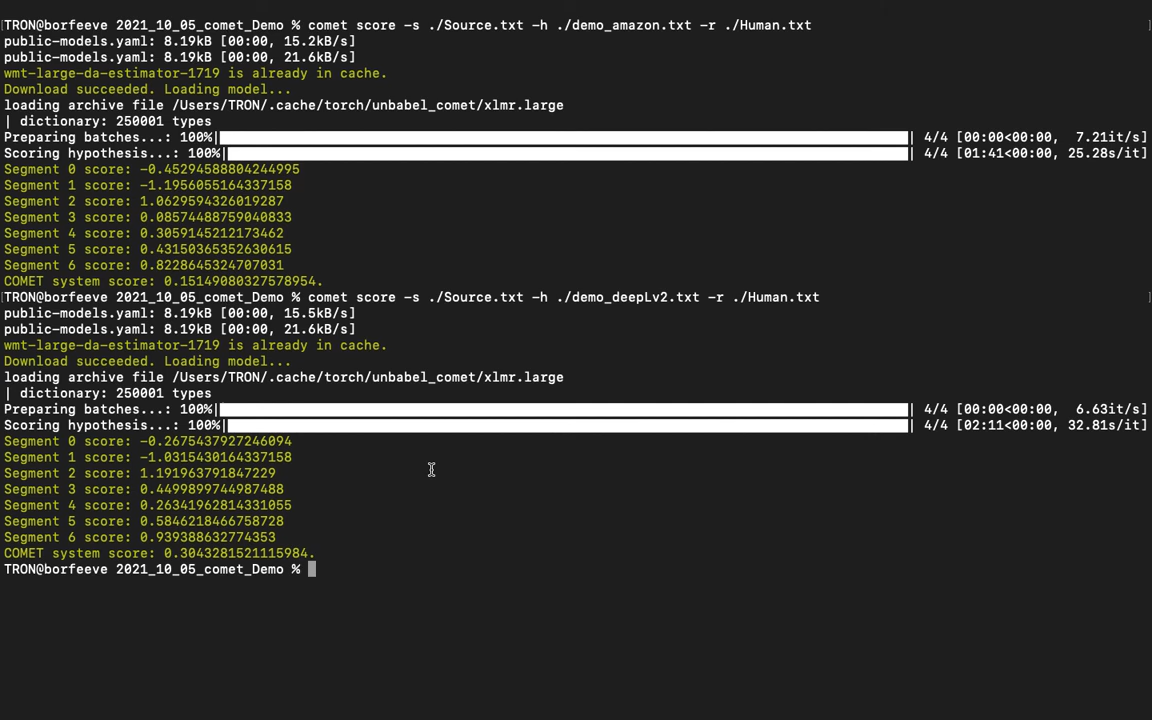 TRON@borfeeve 2021_10_05_comet_Demo % comet score -s ./Source.txt -h ./demo_amazon.txt -r ./Human.txt
public-models.yaml: 8.19kB [00:00, 15.2kB/s]
public-models.yaml: 8.19kB [00:00, 21.6kB/s]
wmt-large-da-estimator-1719 is already in cache.
Download succeeded. Loading model...
loading archive file /Users/TRON/.cache/torch/unbabel_comet/xlmr.large
| dictionary: 250001 types
Preparing batches...: 100%| | 4/4 [00:00<00:00, 7.21it/s]
Scoring hypothesis...: 100%| | 4/4 [01:41<00:00, 25.28s/it]
Segment 0 score: -0.45294588804244995
Segment 1 score: -1.1956055164337158
Segment 2 score: 1.0629594326019287
Segment 3 score: 0.08574488759040833
Segment 4 score: 0.3059145212173462
Segment 5 score: 0.43150365352630615
Segment 6 score: 0.8228645324707031
COMET system score: 0.15149080327578954.
TRON@borfeeve 2021_10_05_comet_Demo % comet score -s ./Source.txt -h ./demo_deepLv2.txt -r ./Human.txt
public-models.yaml: 8.19kB [00:00, 15.5kB/s]
public-models.yaml: 8.19kB [00:00, 21.6kB/s]
wmt-large-da-estimator-1719 is already in cache.
Download succeeded. Loading model...
loading archive file /Users/TRON/.cache/torch/unbabel_comet/xlmr.large
| dictionary: 250001 types
Preparing batches...: 100%| | 4/4 [00:00<00:00, 6.63it/s]
Scoring hypothesis...: 100%| | 4/4 [02:11<00:00, 32.81s/it]
Segment 0 score: -0.2675437927246094
Segment 1 score: -1.0315430164337158
Segment 2 score: 1.191963791847229
Segment 3 score: 0.4499899744987488
Segment 4 score: 0.26341962814331055
Segment 5 score: 0.5846218466758728
Segment 6 score: 0.939388632774353
COMET system score: 0.3043281521115984.
TRON@borfeeve 2021_10_05_comet_Demo %